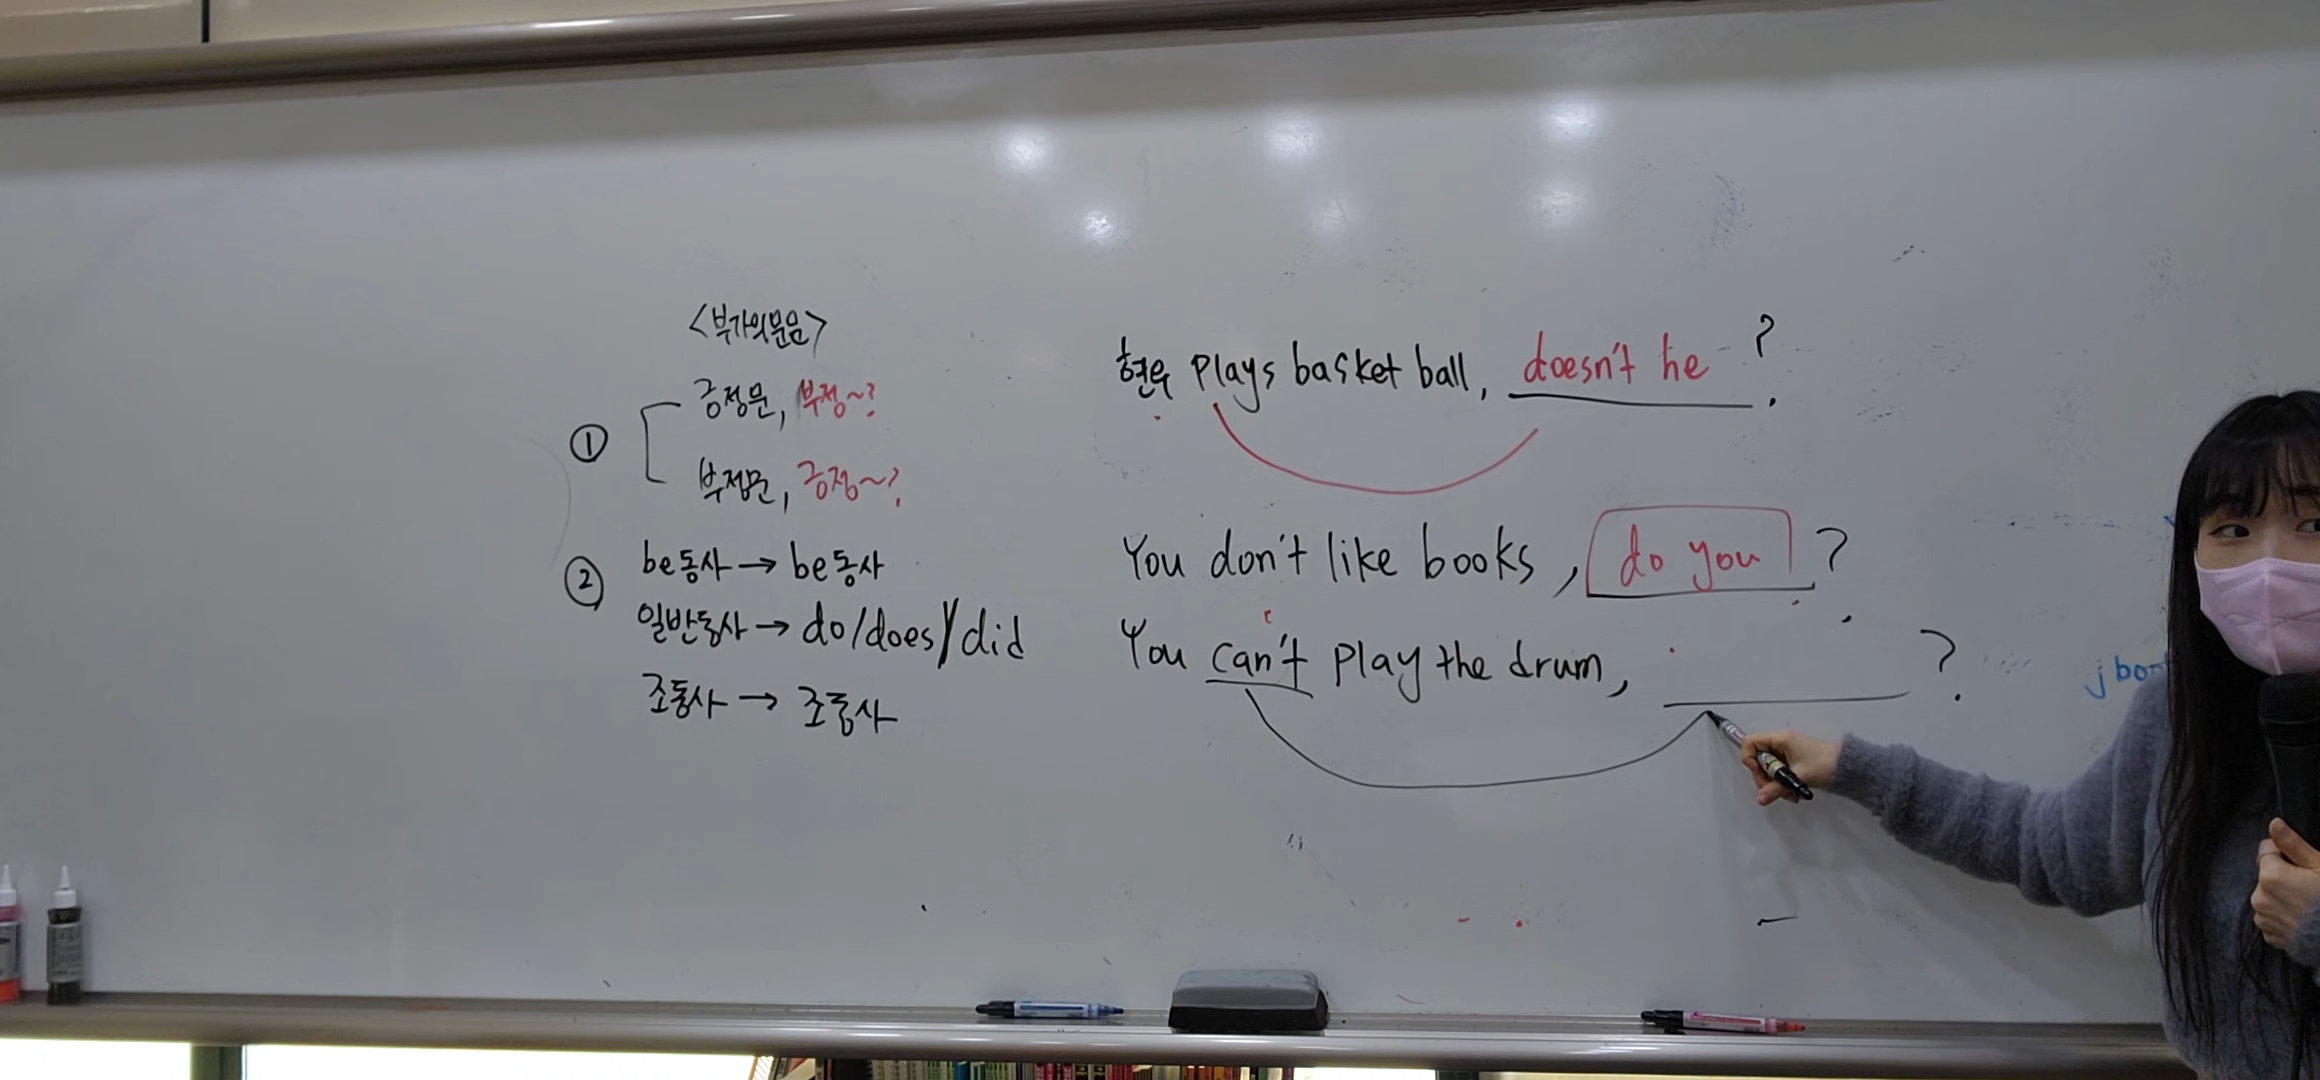 <부가의문문>
① 긍정문, 부정~?
부정문, 긍정~?
② be동사 → be동사
일반동사 → do/does/did
조동사 → 조동사
현우 plays basket ball, doesn't he ?
You don't like books, do you ?
You can't play the drum, ?